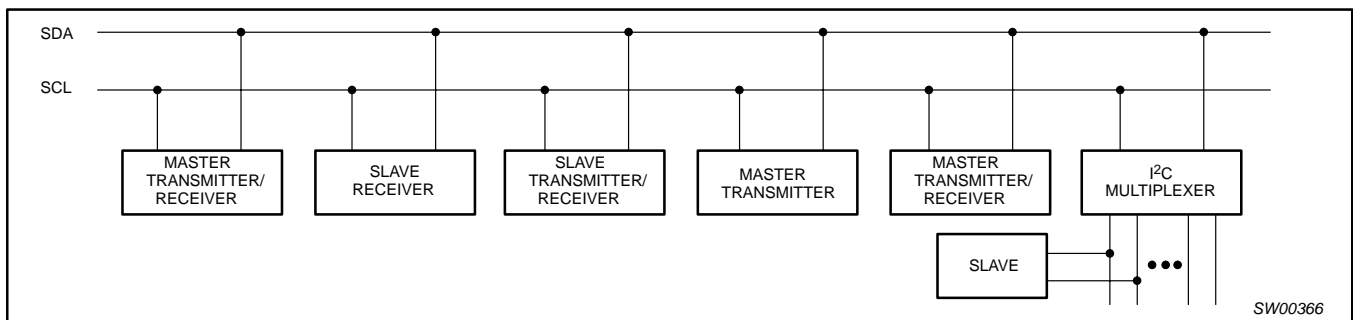 SDA
SCL
MASTER
TRANSMITTER/
RECEIVER
SLAVE
RECEIVER
SLAVE
TRANSMITTER/
RECEIVER
MASTER
TRANSMITTER
MASTER
TRANSMITTER/
RECEIVER
I²C
MULTIPLEXER
SLAVE
SW00366